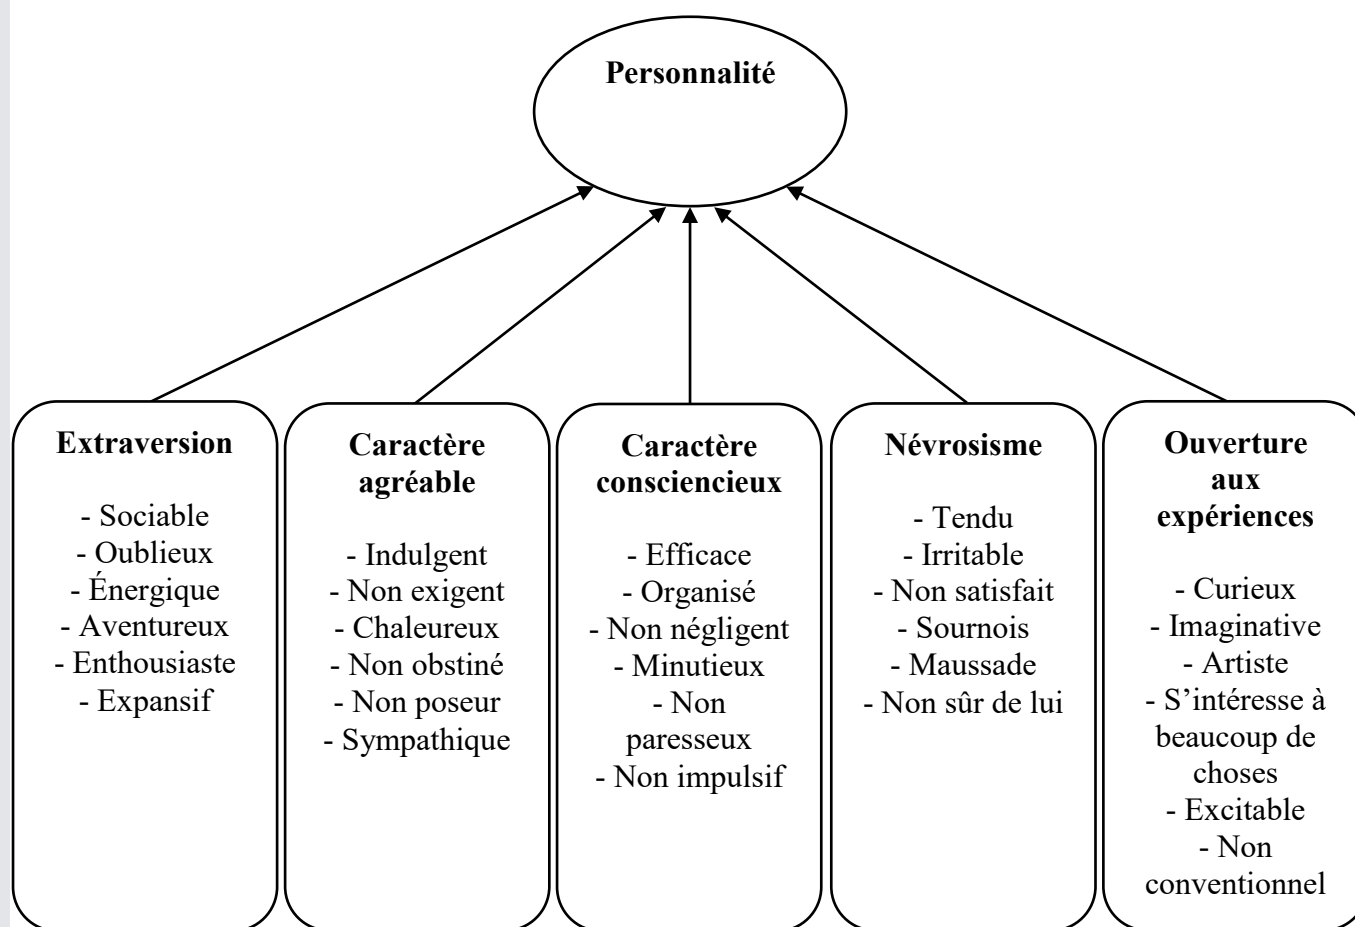 Personnalité
Extraversion
- Sociable
- Oublieux
- Énergique
- Aventureux
- Enthousiaste
- Expansif
Caractère
agréable
- Indulgent
- Non exigent
- Chaleureux
- Non obstiné
- Non poseur
- Sympathique
Caractère
consciencieux
- Efficace
- Organisé
- Non négligent
- Minutieux
- Non
paresseux
- Non impulsif
Névrosisme
- Tendu
- Irritable
- Non satisfait
- Sournois
- Maussade
- Non sûr de lui
Ouverture
aux
expériences
- Curieux
- Imaginative
- Artiste
- S’intéresse à
beaucoup de
choses
- Excitable
- Non
conventionnel